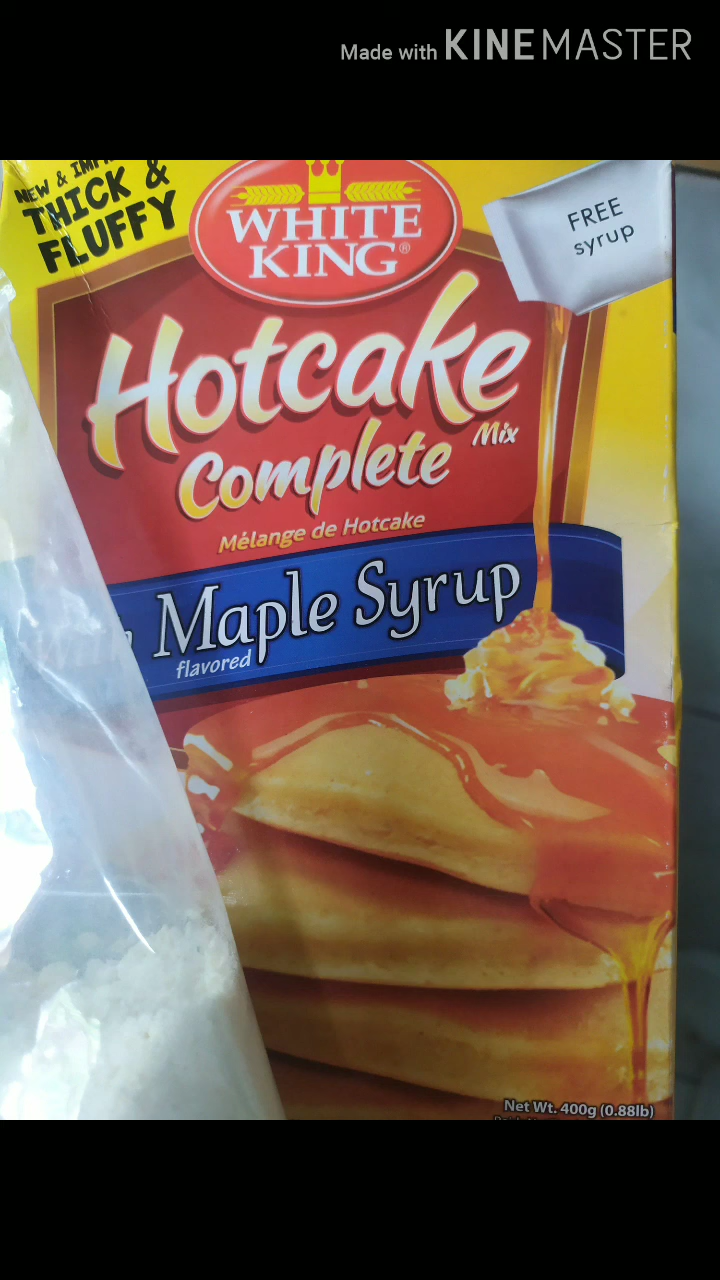 Made with KINEMASTER
NEW &
THICK &
FLUFFY
WHITE
KING®
FREE
syrup
Hotcake
Mix
Complete
Mélange de Hotcake
Maple Syrup
flavored
Net Wt. 400g (0.88lb)